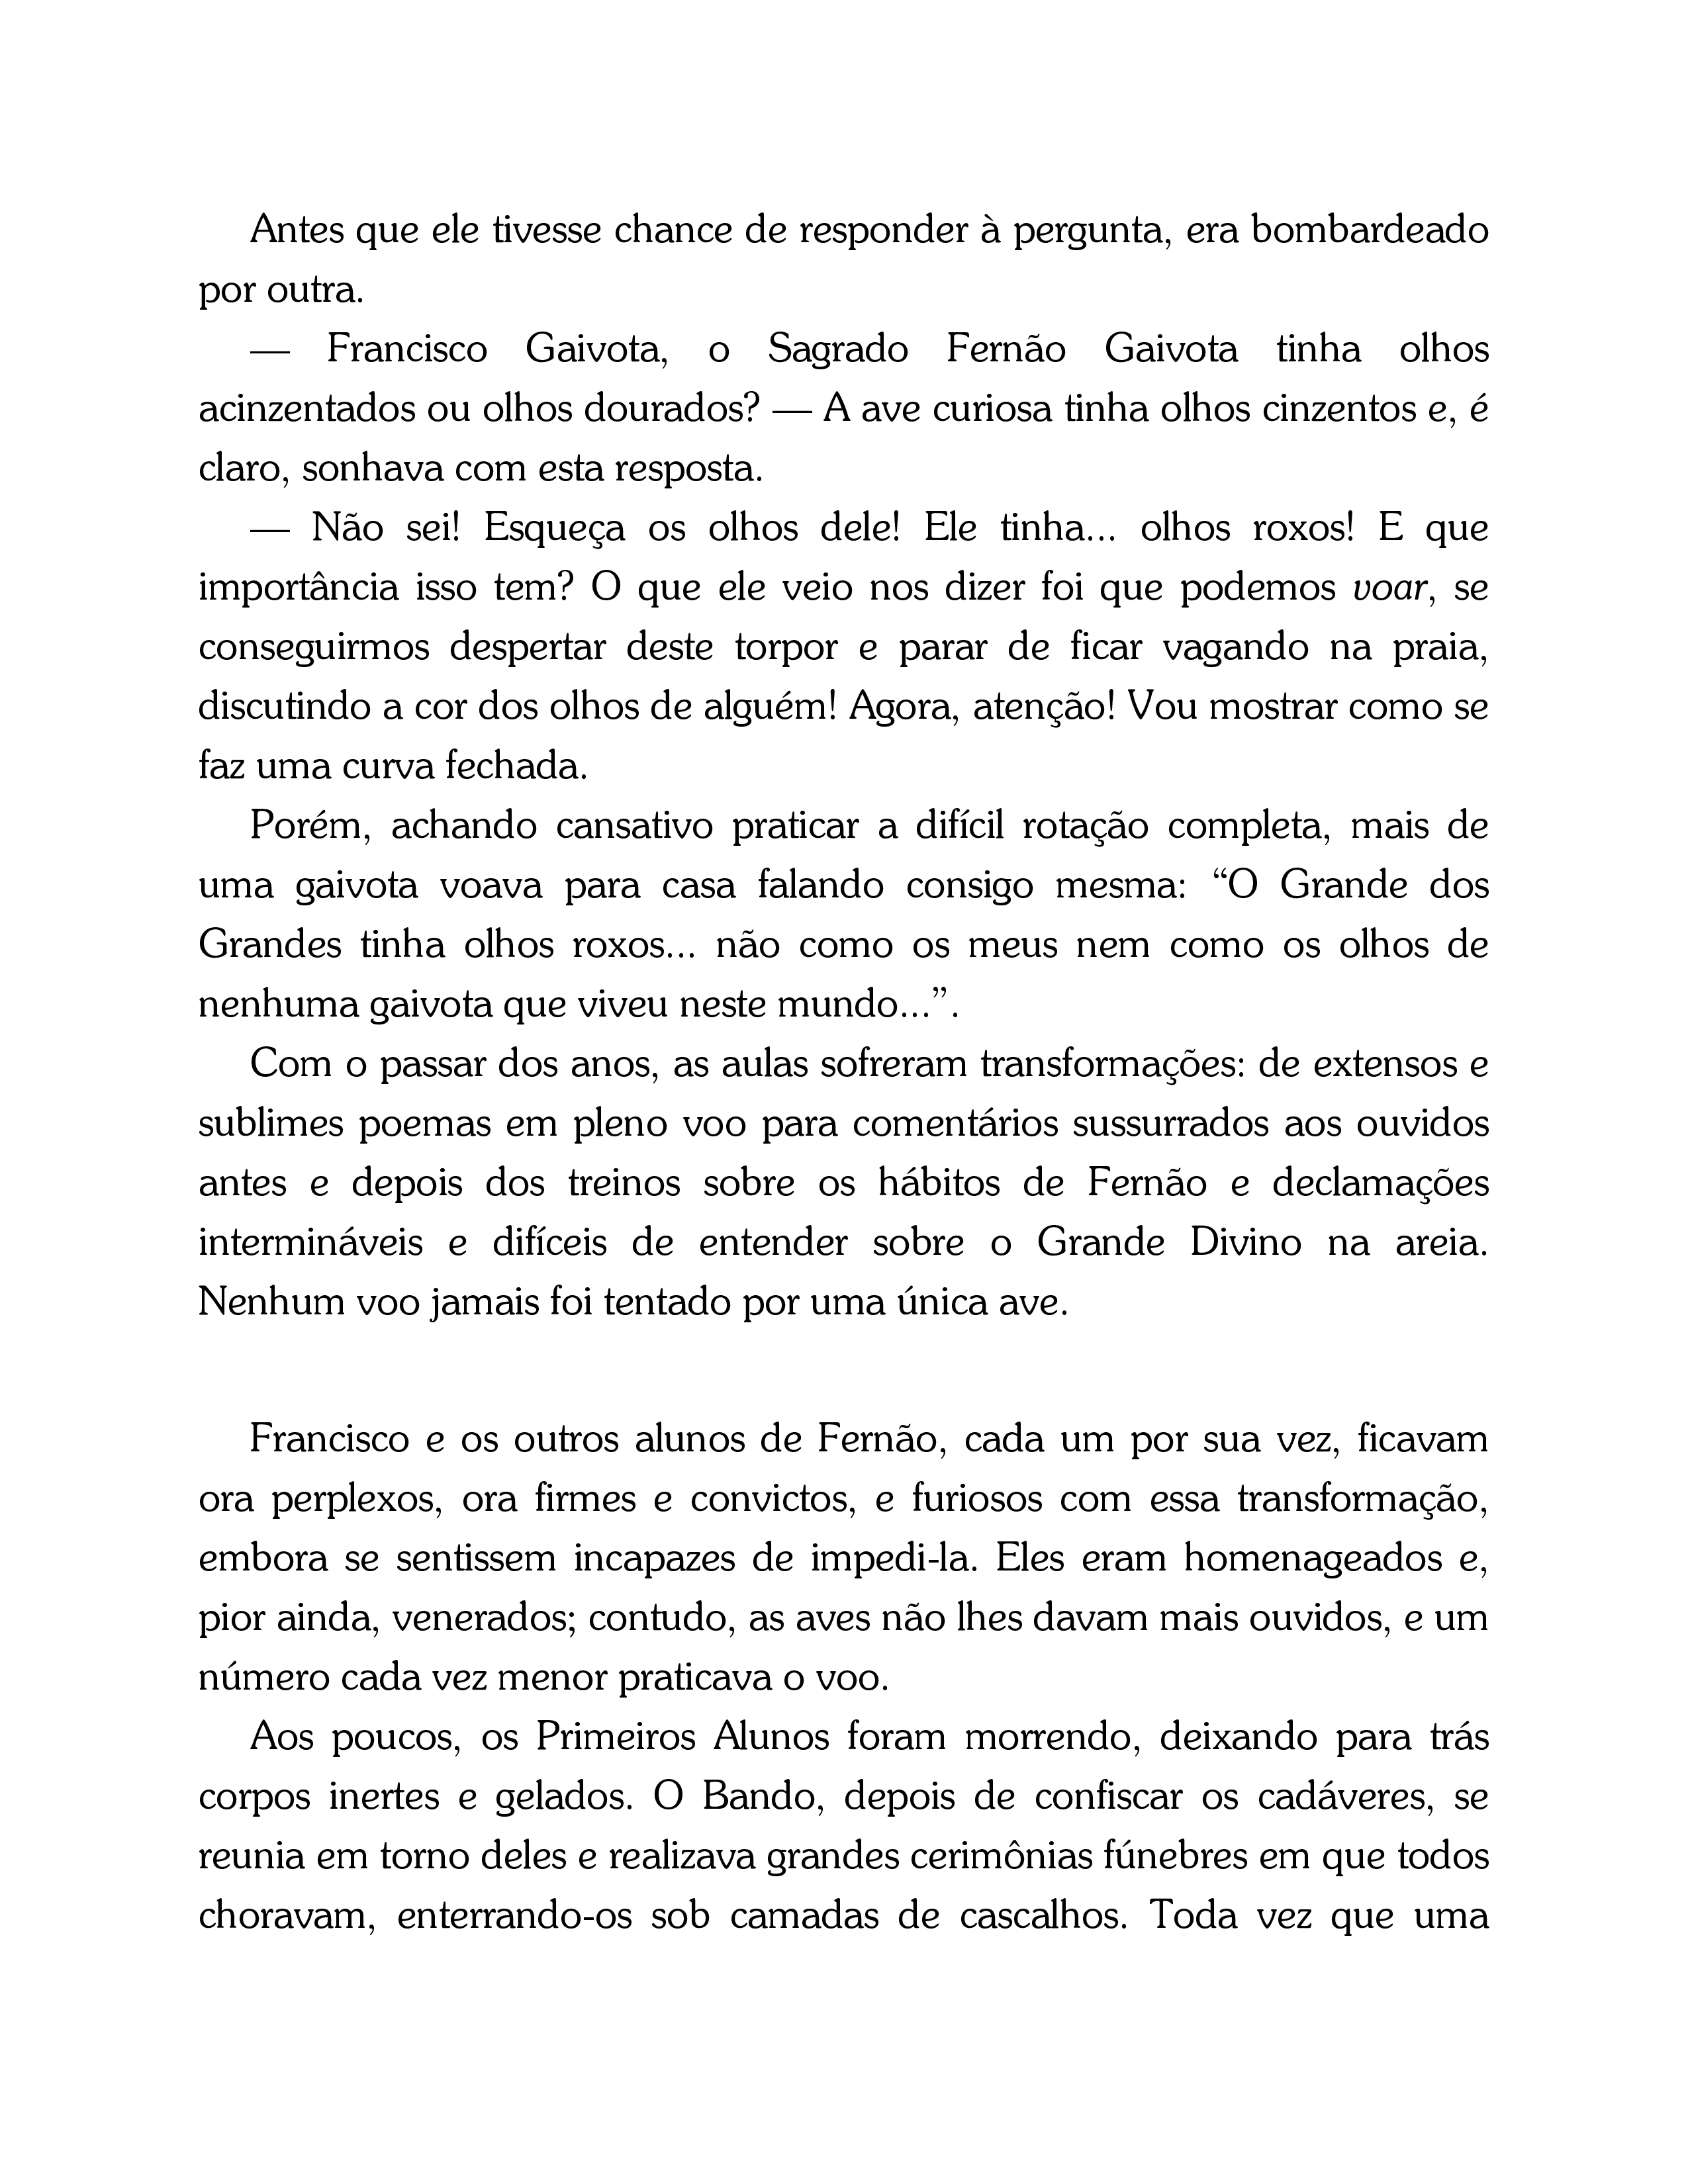 Antes que ele tivesse chance de responder à pergunta, era bombardeado
por outra.
— Francisco Gaivota, o Sagrado Fernão Gaivota tinha olhos
acinzentados ou olhos dourados? — A ave curiosa tinha olhos cinzentos e, é
claro, sonhava com esta resposta.
— Não sei! Esqueça os olhos dele! Ele tinha... olhos roxos! E que
importância isso tem? O que ele veio nos dizer foi que podemos voar, se
conseguirmos despertar deste torpor e parar de ficar vagando na praia,
discutindo a cor dos olhos de alguém! Agora, atenção! Vou mostrar como se
faz uma curva fechada.
Porém, achando cansativo praticar a difícil rotação completa, mais de
uma gaivota voava para casa falando consigo mesma: “O Grande dos
Grandes tinha olhos roxos... não como os meus nem como os olhos de
nenhuma gaivota que viveu neste mundo...”.
Com o passar dos anos, as aulas sofreram transformações: de extensos e
sublimes poemas em pleno voo para comentários sussurrados aos ouvidos
antes e depois dos treinos sobre os hábitos de Fernão e declamações
intermináveis e difíceis de entender sobre o Grande Divino na areia.
Nenhum voo jamais foi tentado por uma única ave.
Francisco e os outros alunos de Fernão, cada um por sua vez, ficavam
ora perplexos, ora firmes e convictos, e furiosos com essa transformação,
embora se sentissem incapazes de impedi-la. Eles eram homenageados e,
pior ainda, venerados; contudo, as aves não lhes davam mais ouvidos, e um
número cada vez menor praticava o voo.
Aos poucos, os Primeiros Alunos foram morrendo, deixando para trás
corpos inertes e gelados. O Bando, depois de confiscar os cadáveres, se
reunia em torno deles e realizava grandes cerimônias fúnebres em que todos
choravam, enterrando-os sob camadas de cascalhos. Toda vez que uma